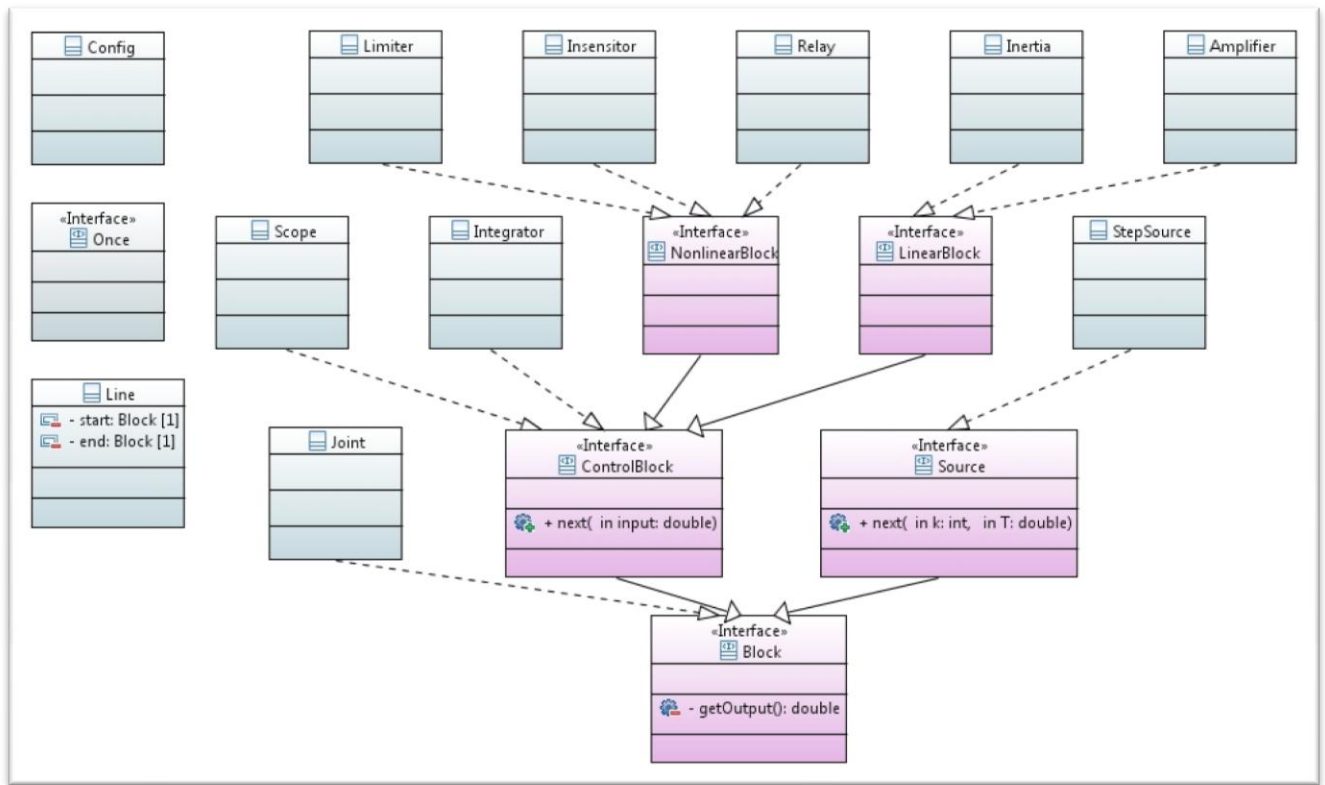 Config
Limiter
Insensitor
Relay
Inertia
Amplifier
«Interface»
Once
Scope
Integrator
«Interface»
NonlinearBlock
«Interface»
LinearBlock
StepSource
Line
- start: Block [1]
- end: Block [1]
Joint
«Interface»
ControlBlock
+ next(  in input: double)
«Interface»
Source
+ next(  in k: int,   in T: double)
«Interface»
Block
- getOutput(): double